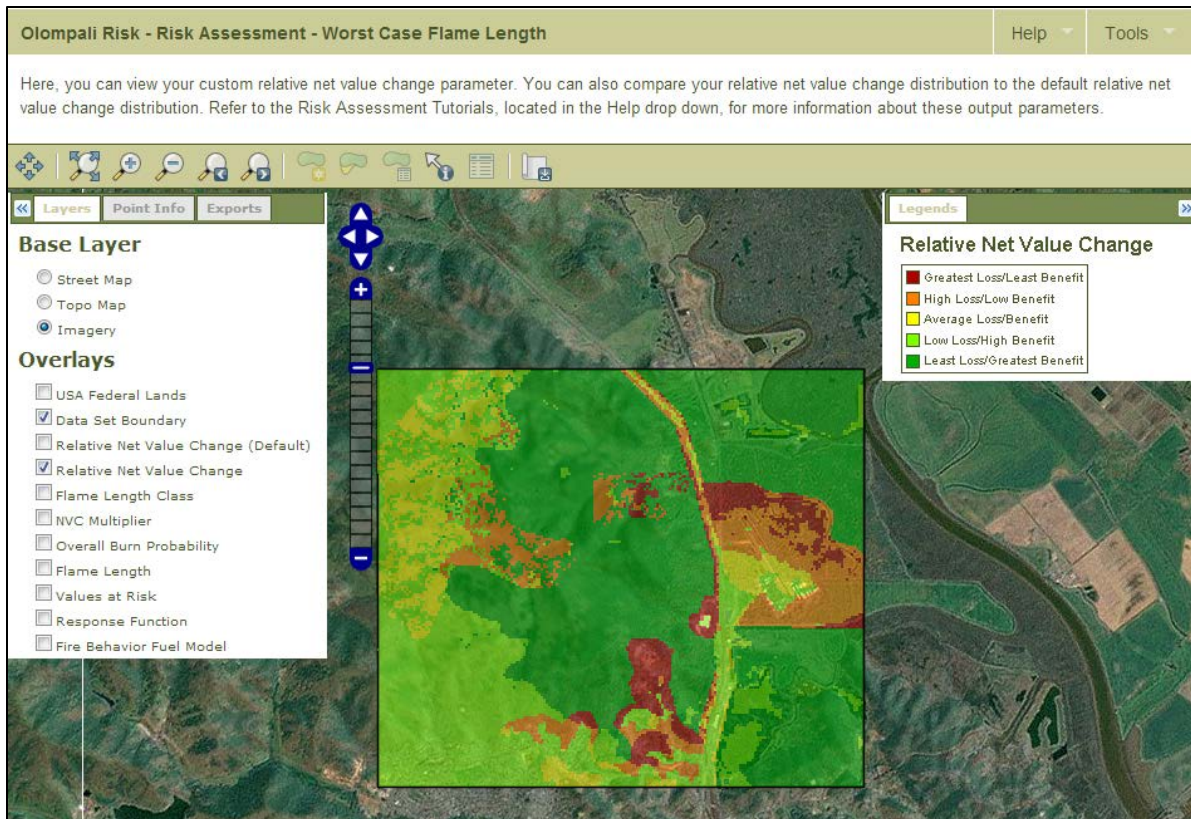 Olompali Risk - Risk Assessment - Worst Case Flame Length
Help
Tools
Here, you can view your custom relative net value change parameter. You can also compare your relative net value change distribution to the default relative net
value change distribution. Refer to the Risk Assessment Tutorials, located in the Help drop down, for more information about these output parameters.
Layers
Point Info
Exports
Base Layer
Street Map
Topo Map
Imagery
Overlays
USA Federal Lands
Data Set Boundary
Relative Net Value Change (Default)
Relative Net Value Change
Flame Length Class
NVC Multiplier
Overall Burn Probability
Flame Length
Values at Risk
Response Function
Fire Behavior Fuel Model
Legends
Relative Net Value Change
Greatest Loss/Least Benefit
High Loss/Low Benefit
Average Loss/Benefit
Low Loss/High Benefit
Least Loss/Greatest Benefit